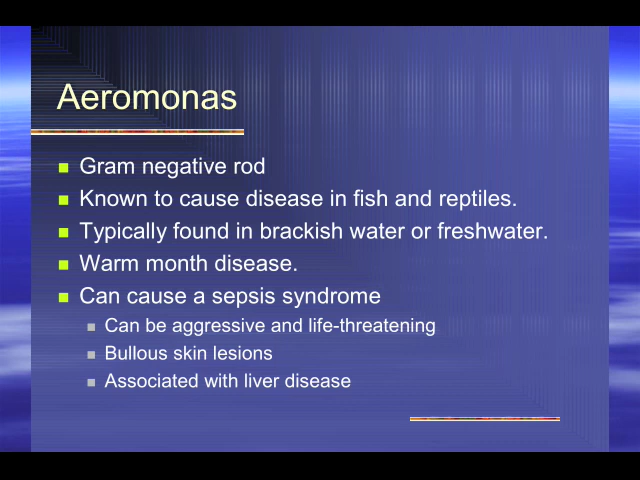 Aeromonas
Gram negative rod
Known to cause disease in fish and reptiles.
Typically found in brackish water or freshwater.
Warm month disease.
Can cause a sepsis syndrome
Can be aggressive and life-threatening
Bullous skin lesions
Associated with liver disease